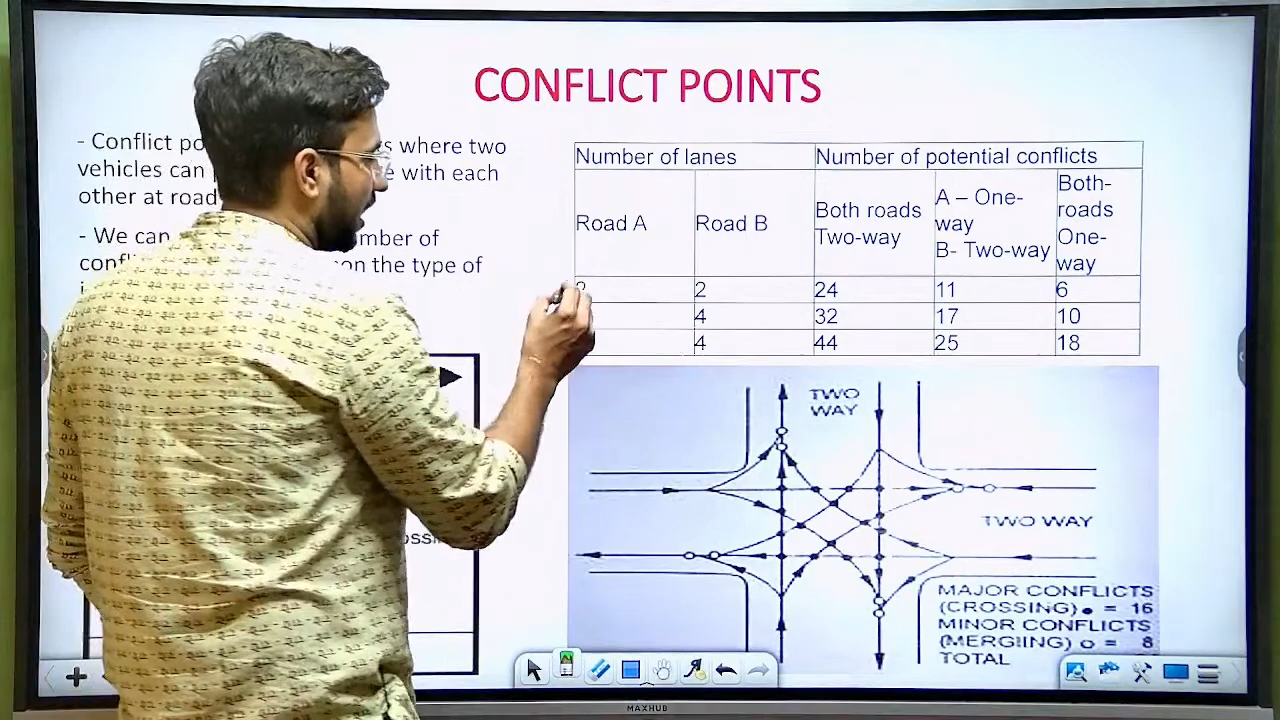 CONFLICT POINTS
- Conflict po s where two
vehicles can e with each
other at road
- We can mber of
confl on the type of
Number of lanes Number of potential conflicts
Road A Road B Both roads Two-way A – One-way B- Two-way Both-roads One-way
2 24 11 6
4 32 17 10
4 44 25 18
TWO
WAY
TWO WAY
MAJOR CONFLICTS
(CROSSING) = 16
MINOR CONFLICTS
(MERGIING) = 8
TOTAL
MAXHUB